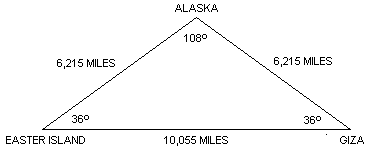 ALASKA
108º
6,215 MILES
6,215 MILES
36º
36º
EASTER ISLAND
10,055 MILES
GIZA